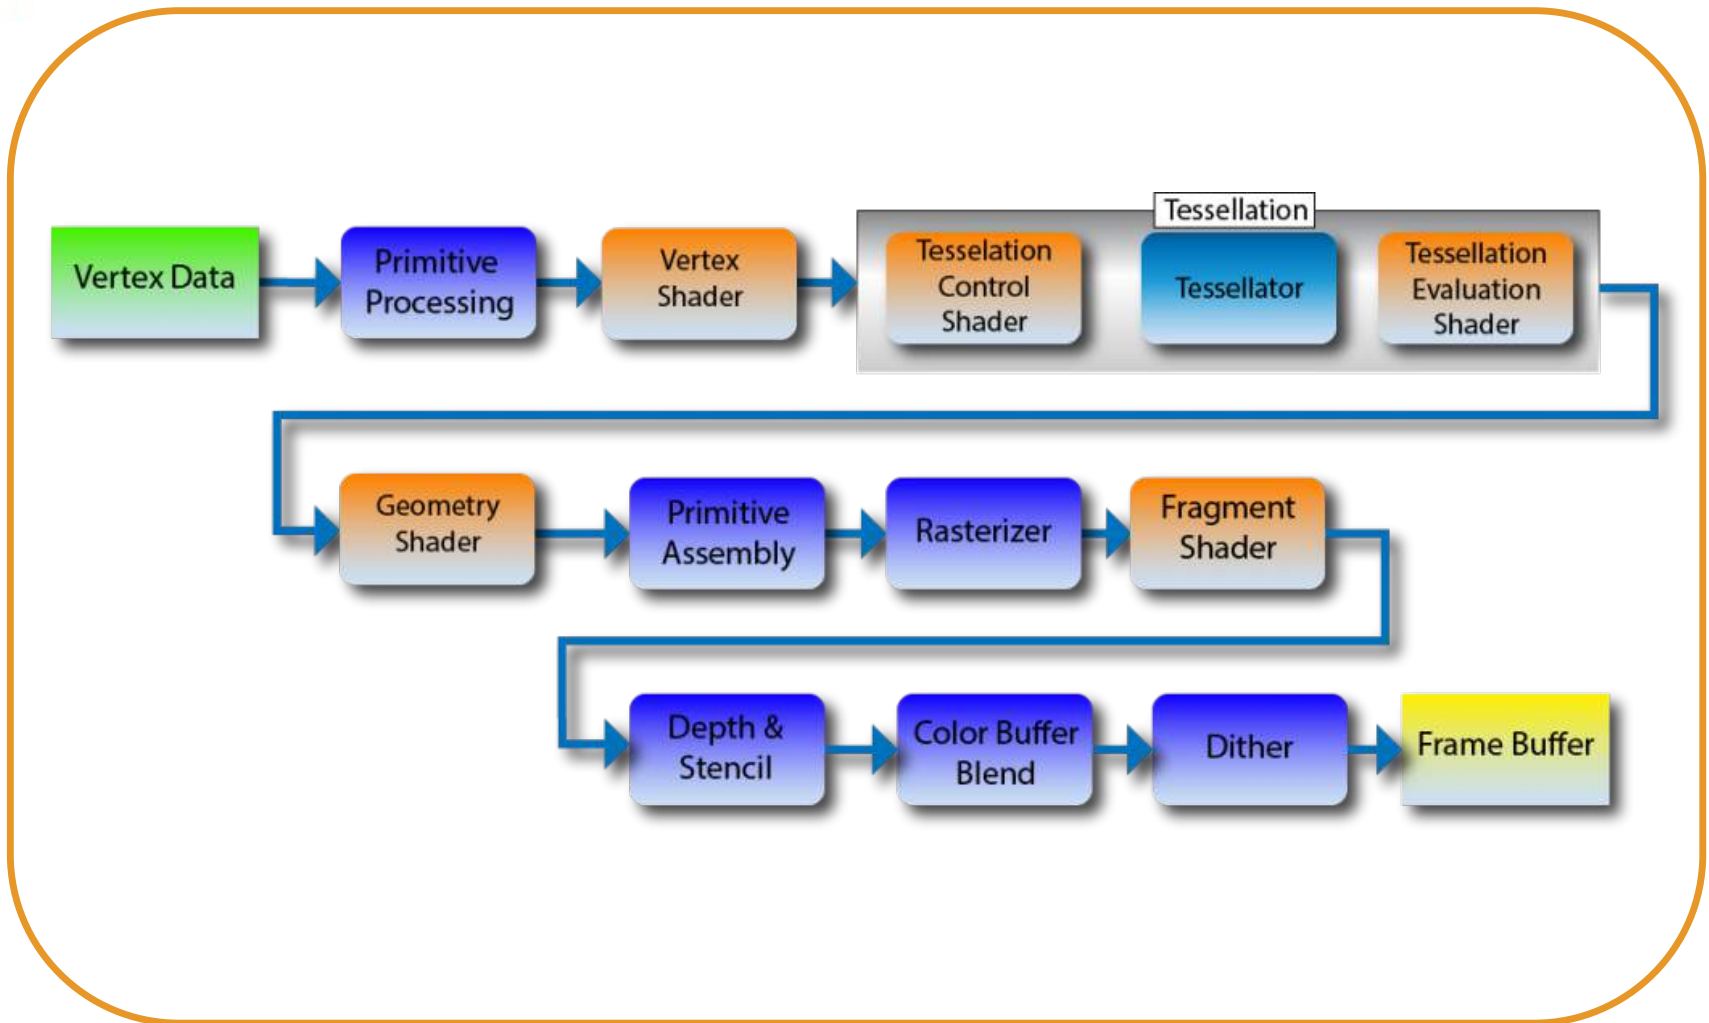 Tessellation
Vertex Data
Primitive
Processing
Vertex
Shader
Tesselation
Control
Shader
Tessellator
Tessellation
Evaluation
Shader
Geometry
Shader
Primitive
Assembly
Rasterizer
Fragment
Shader
Depth &
Stencil
Color Buffer
Blend
Dither
Frame Buffer